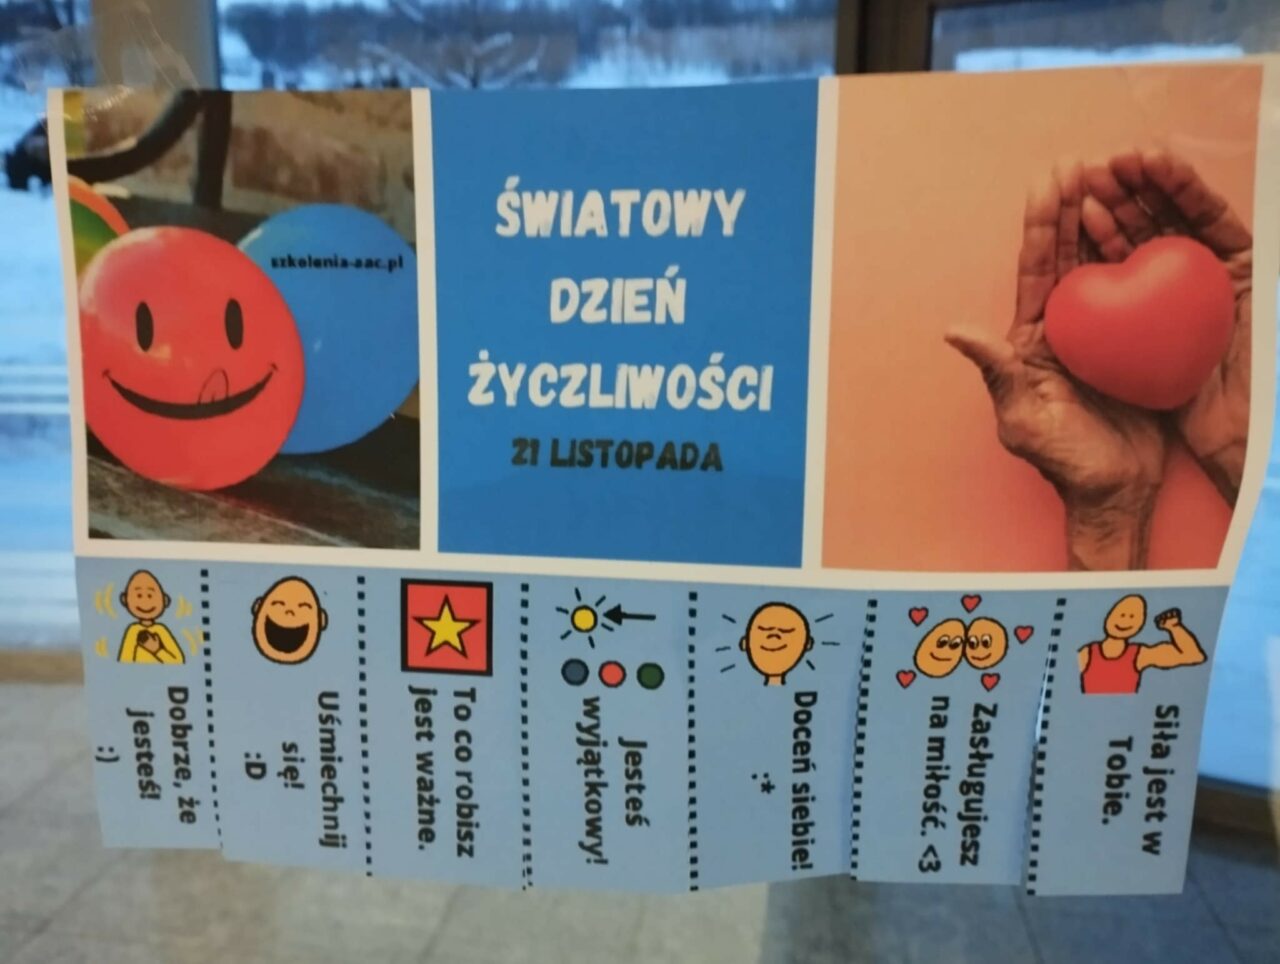 szkolenia-aac.pl
ŚWIATOWY
DZIEŃ
ŻYCZLIWOŚCI
21 LISTOPADA
Dobrze, że
jesteś!
:)
Uśmiechnij
się!
:D
To co robisz
jest ważne.
Jesteś
wyjątkowy!
Doceń siebie!
:*
Zasługujesz
na miłość. <3
Siła jest w
Tobie.